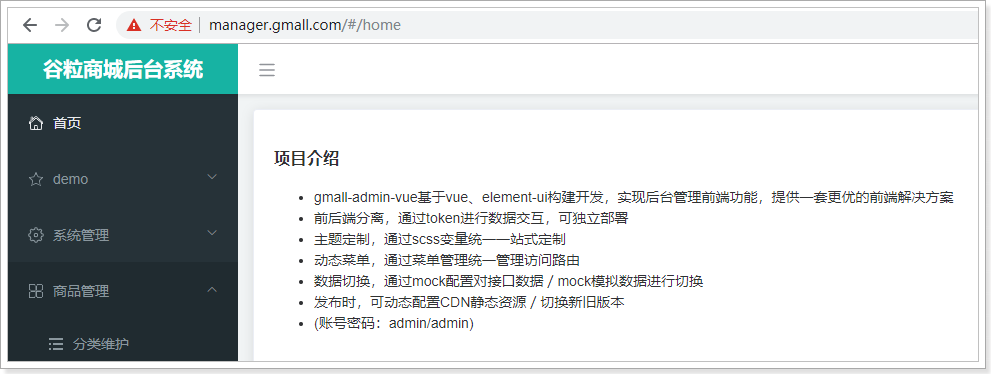 不安全 | manager.gmall.com/#/home
谷粒商城后台系统
首页
demo
系统管理
商品管理
分类维护
项目介绍
gmall-admin-vue基于vue、element-ui构建开发，实现后台管理前端功能，提供一套更优的前端解决方案
前后端分离，通过token进行数据交互，可独立部署
主题定制，通过scss变量统一一站式定制
动态菜单，通过菜单管理统一管理访问路由
数据切换，通过mock配置对接口数据／mock模拟数据进行切换
发布时，可动态配置CDN静态资源／切换新旧版本
(账号密码：admin/admin)